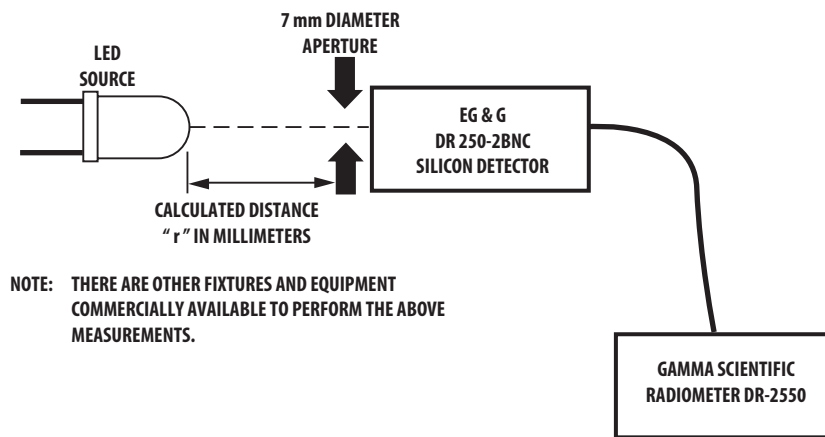 7 mm DIAMETER
APERTURE
LED
SOURCE
EG & G
DR 250-2BNC
SILICON DETECTOR
CALCULATED DISTANCE
“ r ” IN MILLIMETERS
NOTE: THERE ARE OTHER FIXTURES AND EQUIPMENT
COMMERCIALLY AVAILABLE TO PERFORM THE ABOVE
MEASUREMENTS.
GAMMA SCIENTIFIC
RADIOMETER DR-2550